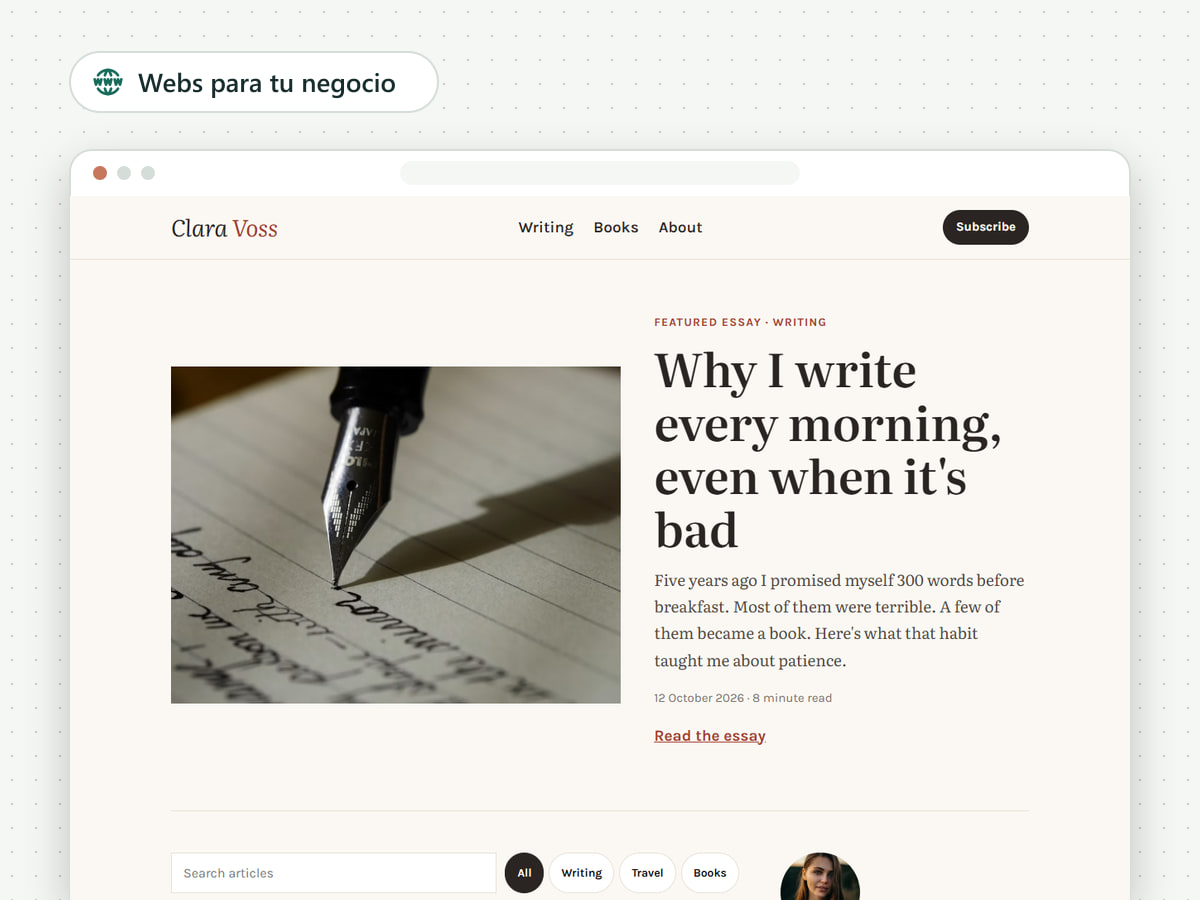 Webs para tu negocio
Clara Voss
Writing Books About
Subscribe
FEATURED ESSAY · WRITING
Why I write
every morning,
even when it's
bad
Five years ago I promised myself 300 words before
breakfast. Most of them were terrible. A few of
them became a book. Here's what that habit
taught me about patience.
12 October 2026 · 8 minute read
Read the essay
Search articles
All Writing Travel Books